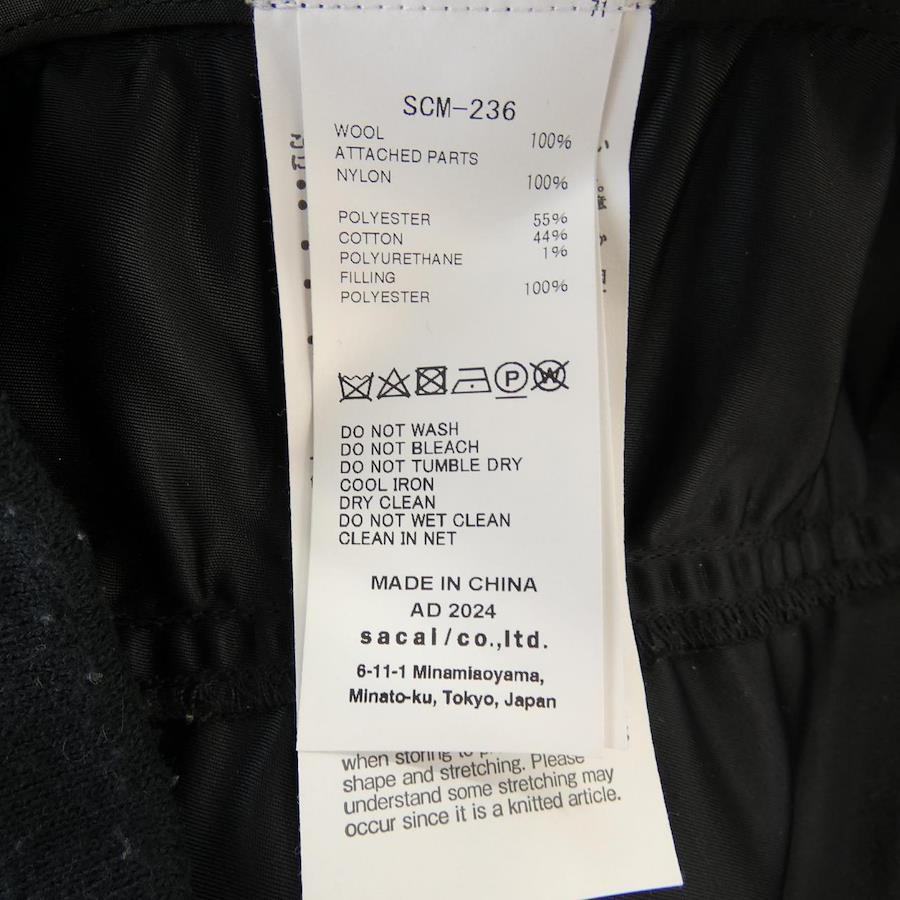 SCM-236
WOOL 100%
ATTACHED PARTS
NYLON 100%
POLYESTER 55%
COTTON 44%
POLYURETHANE 1%
FILLING
POLYESTER 100%
P W
DO NOT WASH
DO NOT BLEACH
DO NOT TUMBLE DRY
COOL IRON
DRY CLEAN
DO NOT WET CLEAN
CLEAN IN NET
MADE IN CHINA
AD 2024
sacai/co.,ltd.
6-11-1 Minamiaoyama,
Minato-ku, Tokyo, Japan
when storing to
shape and stretching. Please
understand some stretching may
occur since it is a knitted article.